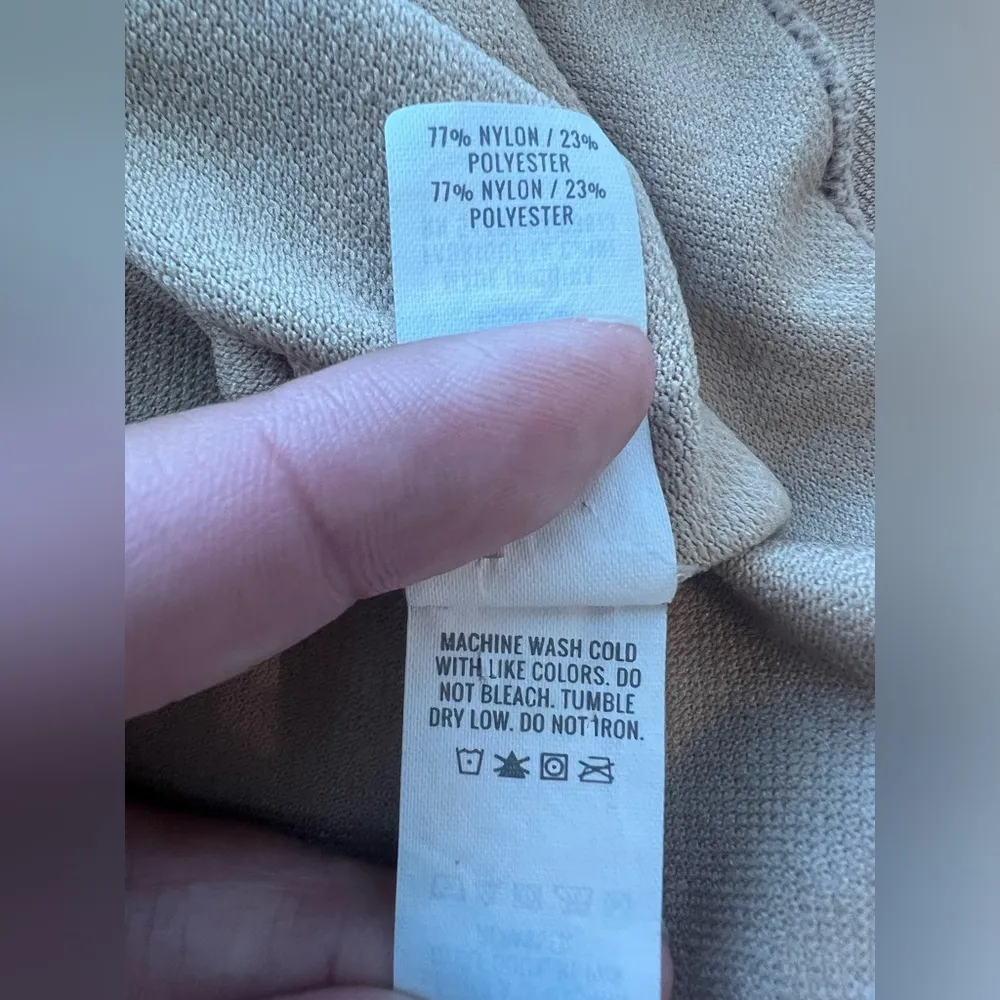 77% NYLON / 23%
POLYESTER
77% NYLON / 23%
POLYESTER
MACHINE WASH COLD
WITH LIKE COLORS. DO
NOT BLEACH. TUMBLE
DRY LOW. DO NOT IRON.